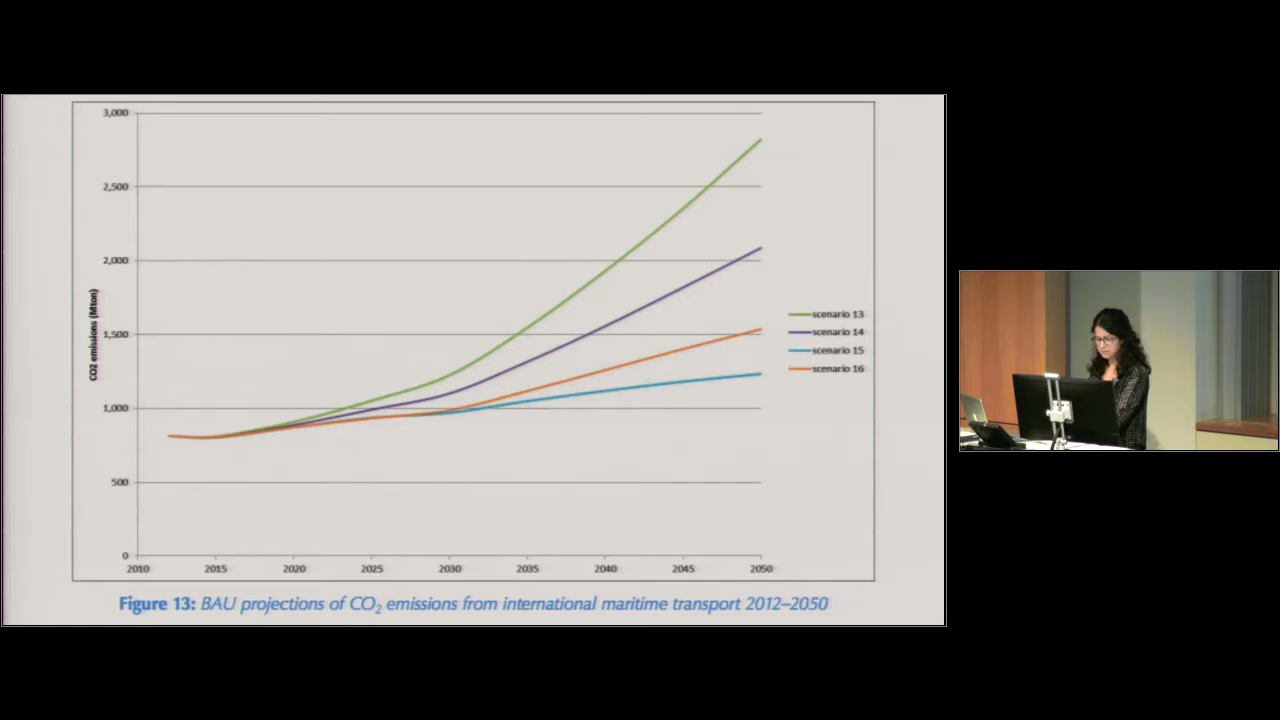 3,000
2,500
2,000
1,500
1,000
500
0
CO2 emissions (Mton)
2010 2015 2020 2025 2030 2035 2040 2045 2050
scenario 13
scenario 14
scenario 15
scenario 16
Figure 13: BAU projections of CO₂ emissions from international maritime transport 2012–2050